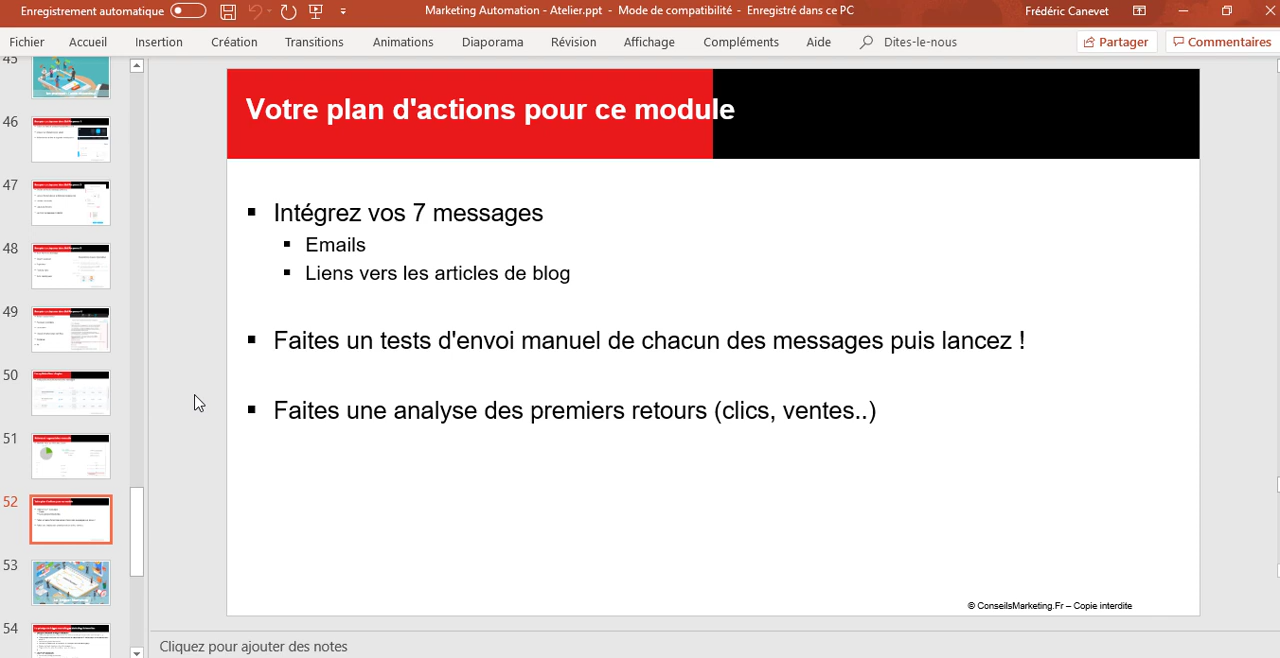 Enregistrement automatique
Marketing Automation - Atelier.ppt - Mode de compatibilité - Enregistré dans ce PC
Frédéric Canevet
Fichier Accueil Insertion Création Transitions Animations Diaporama Révision Affichage Compléments Aide Dites-le-nous Partager Commentaires
45
46
47
48
49
50
51
52
53
54
Votre plan d'actions pour ce module
▪ Intégrez vos 7 messages
▪ Emails
▪ Liens vers les articles de blog
▪ Faites un tests d'envoi manuel de chacun des messages puis lancez !
▪ Faites une analyse des premiers retours (clics, ventes..)
© ConseilsMarketing.Fr – Copie interdite
Cliquez pour ajouter des notes